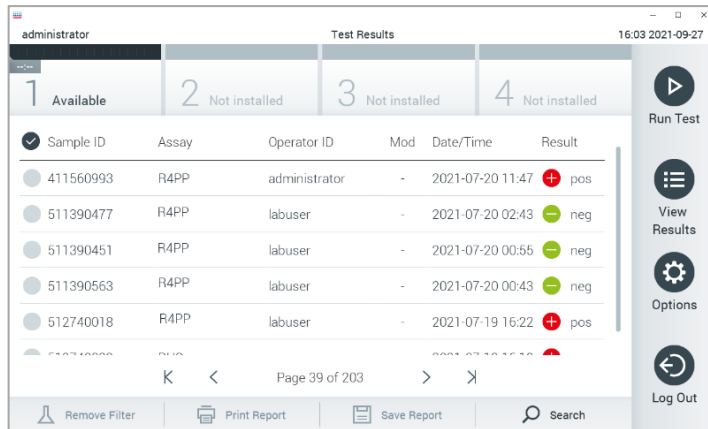 administrator Test Results 16:03 2021-09-27
--:--
1 Available 2 Not installed 3 Not installed 4 Not installed
Run Test
Sample ID Assay Operator ID Mod Date/Time Result
411560993 R4PP administrator - 2021-07-20 11:47 pos
511390477 R4PP labuser - 2021-07-20 02:43 neg
View
Results
511390451 R4PP labuser - 2021-07-20 00:55 neg
511390563 R4PP labuser - 2021-07-20 00:43 neg
Options
512740018 R4PP labuser - 2021-07-19 16:22 pos
Page 39 of 203
Log Out
Remove Filter Print Report Save Report Search